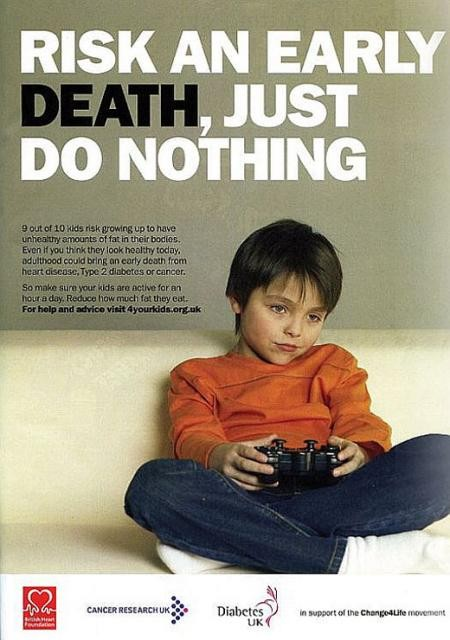 RISK AN EARLY
DEATH, JUST
DO NOTHING
9 out of 10 kids risk growing up to have
unhealthy amounts of fat in their bodies.
Even if you think they look healthy today,
adulthood could bring an early death from
heart disease, Type 2 diabetes or cancer.
So make sure your kids are active for an
hour a day. Reduce how much fat they eat.
For help and advice visit 4yourkids.org.uk
British Heart
Foundation
CANCER RESEARCH UK
Diabetes
UK
in support of the Change4Life movement